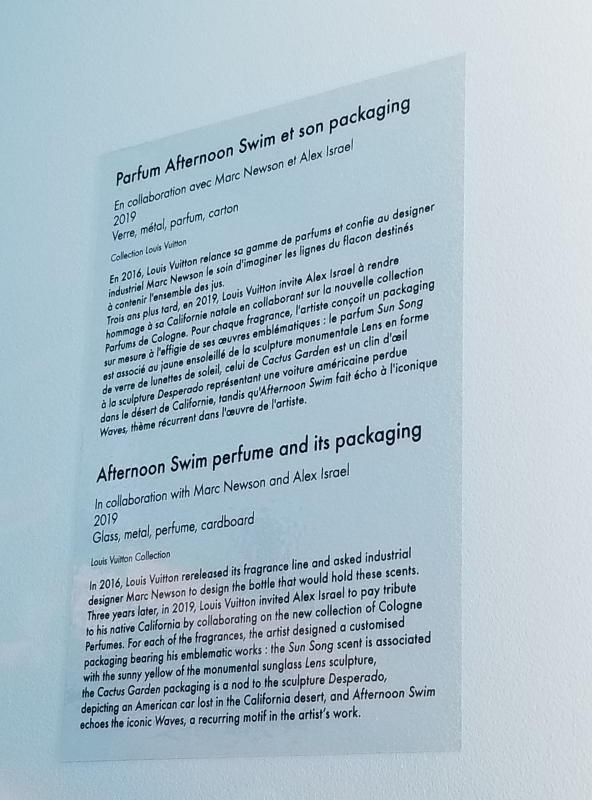 Parfum Afternoon Swim et son packaging
En collaboration avec Marc Newson et Alex Israel
2019
Verre, métal, parfum, carton
Collection Louis Vuitton
En 2016, Louis Vuitton relance sa gamme de parfums et confie au designer
industriel Marc Newson le soin d'imaginer les lignes du flacon destinés
à contenir l'ensemble des jus.
Trois ans plus tard, en 2019, Louis Vuitton invite Alex Israel à rendre
hommage à sa Californie natale en collaborant sur la nouvelle collection
Parfums de Cologne. Pour chaque fragrance, l'artiste conçoit un packaging
sur mesure à l'effigie de ses œuvres emblématiques : le parfum Sun Song
est associé au jaune ensoleillé de la sculpture monumentale Lens en forme
de verre de lunettes de soleil, celui de Cactus Garden est un clin d'œil
à la sculpture Desperado représentant une voiture américaine perdue
dans le désert de Californie, tandis qu'Afternoon Swim fait écho à l'iconique
Waves, thème récurrent dans l'œuvre de l'artiste.
Afternoon Swim perfume and its packaging
In collaboration with Marc Newson and Alex Israel
2019
Glass, metal, perfume, cardboard
Louis Vuitton Collection
In 2016, Louis Vuitton rereleased its fragrance line and asked industrial
designer Marc Newson to design the bottle that would hold these scents.
Three years later, in 2019, Louis Vuitton invited Alex Israel to pay tribute
to his native California by collaborating on the new collection of Cologne
Perfumes. For each of the fragrances, the artist designed a customised
packaging bearing his emblematic works : the Sun Song scent is associated
with the sunny yellow of the monumental sunglass Lens sculpture,
the Cactus Garden packaging is a nod to the sculpture Desperado,
depicting an American car lost in the California desert, and Afternoon Swim
echoes the iconic Waves, a recurring motif in the artist's work.